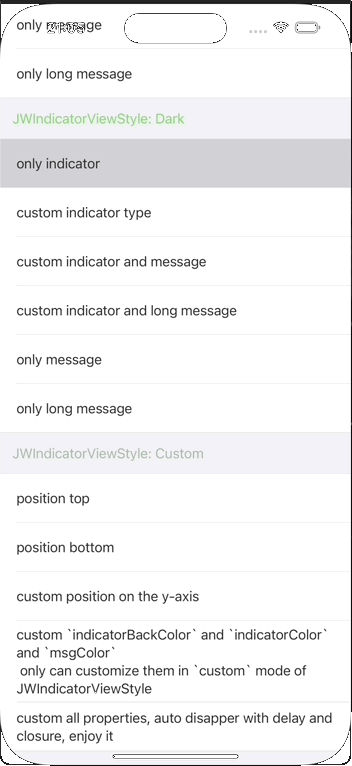 only message
only long message
JWIndicatorViewStyle: Dark
only indicator
custom indicator type
custom indicator and message
custom indicator and long message
only message
only long message
JWIndicatorViewStyle: Custom
position top
position bottom
custom position on the y-axis
custom `indicatorBackColor` and `indicatorColor`
and `msgColor`
only can customize them in `custom` mode of
JWIndicatorViewStyle
custom all properties, auto disapper with delay and
closure, enjoy it